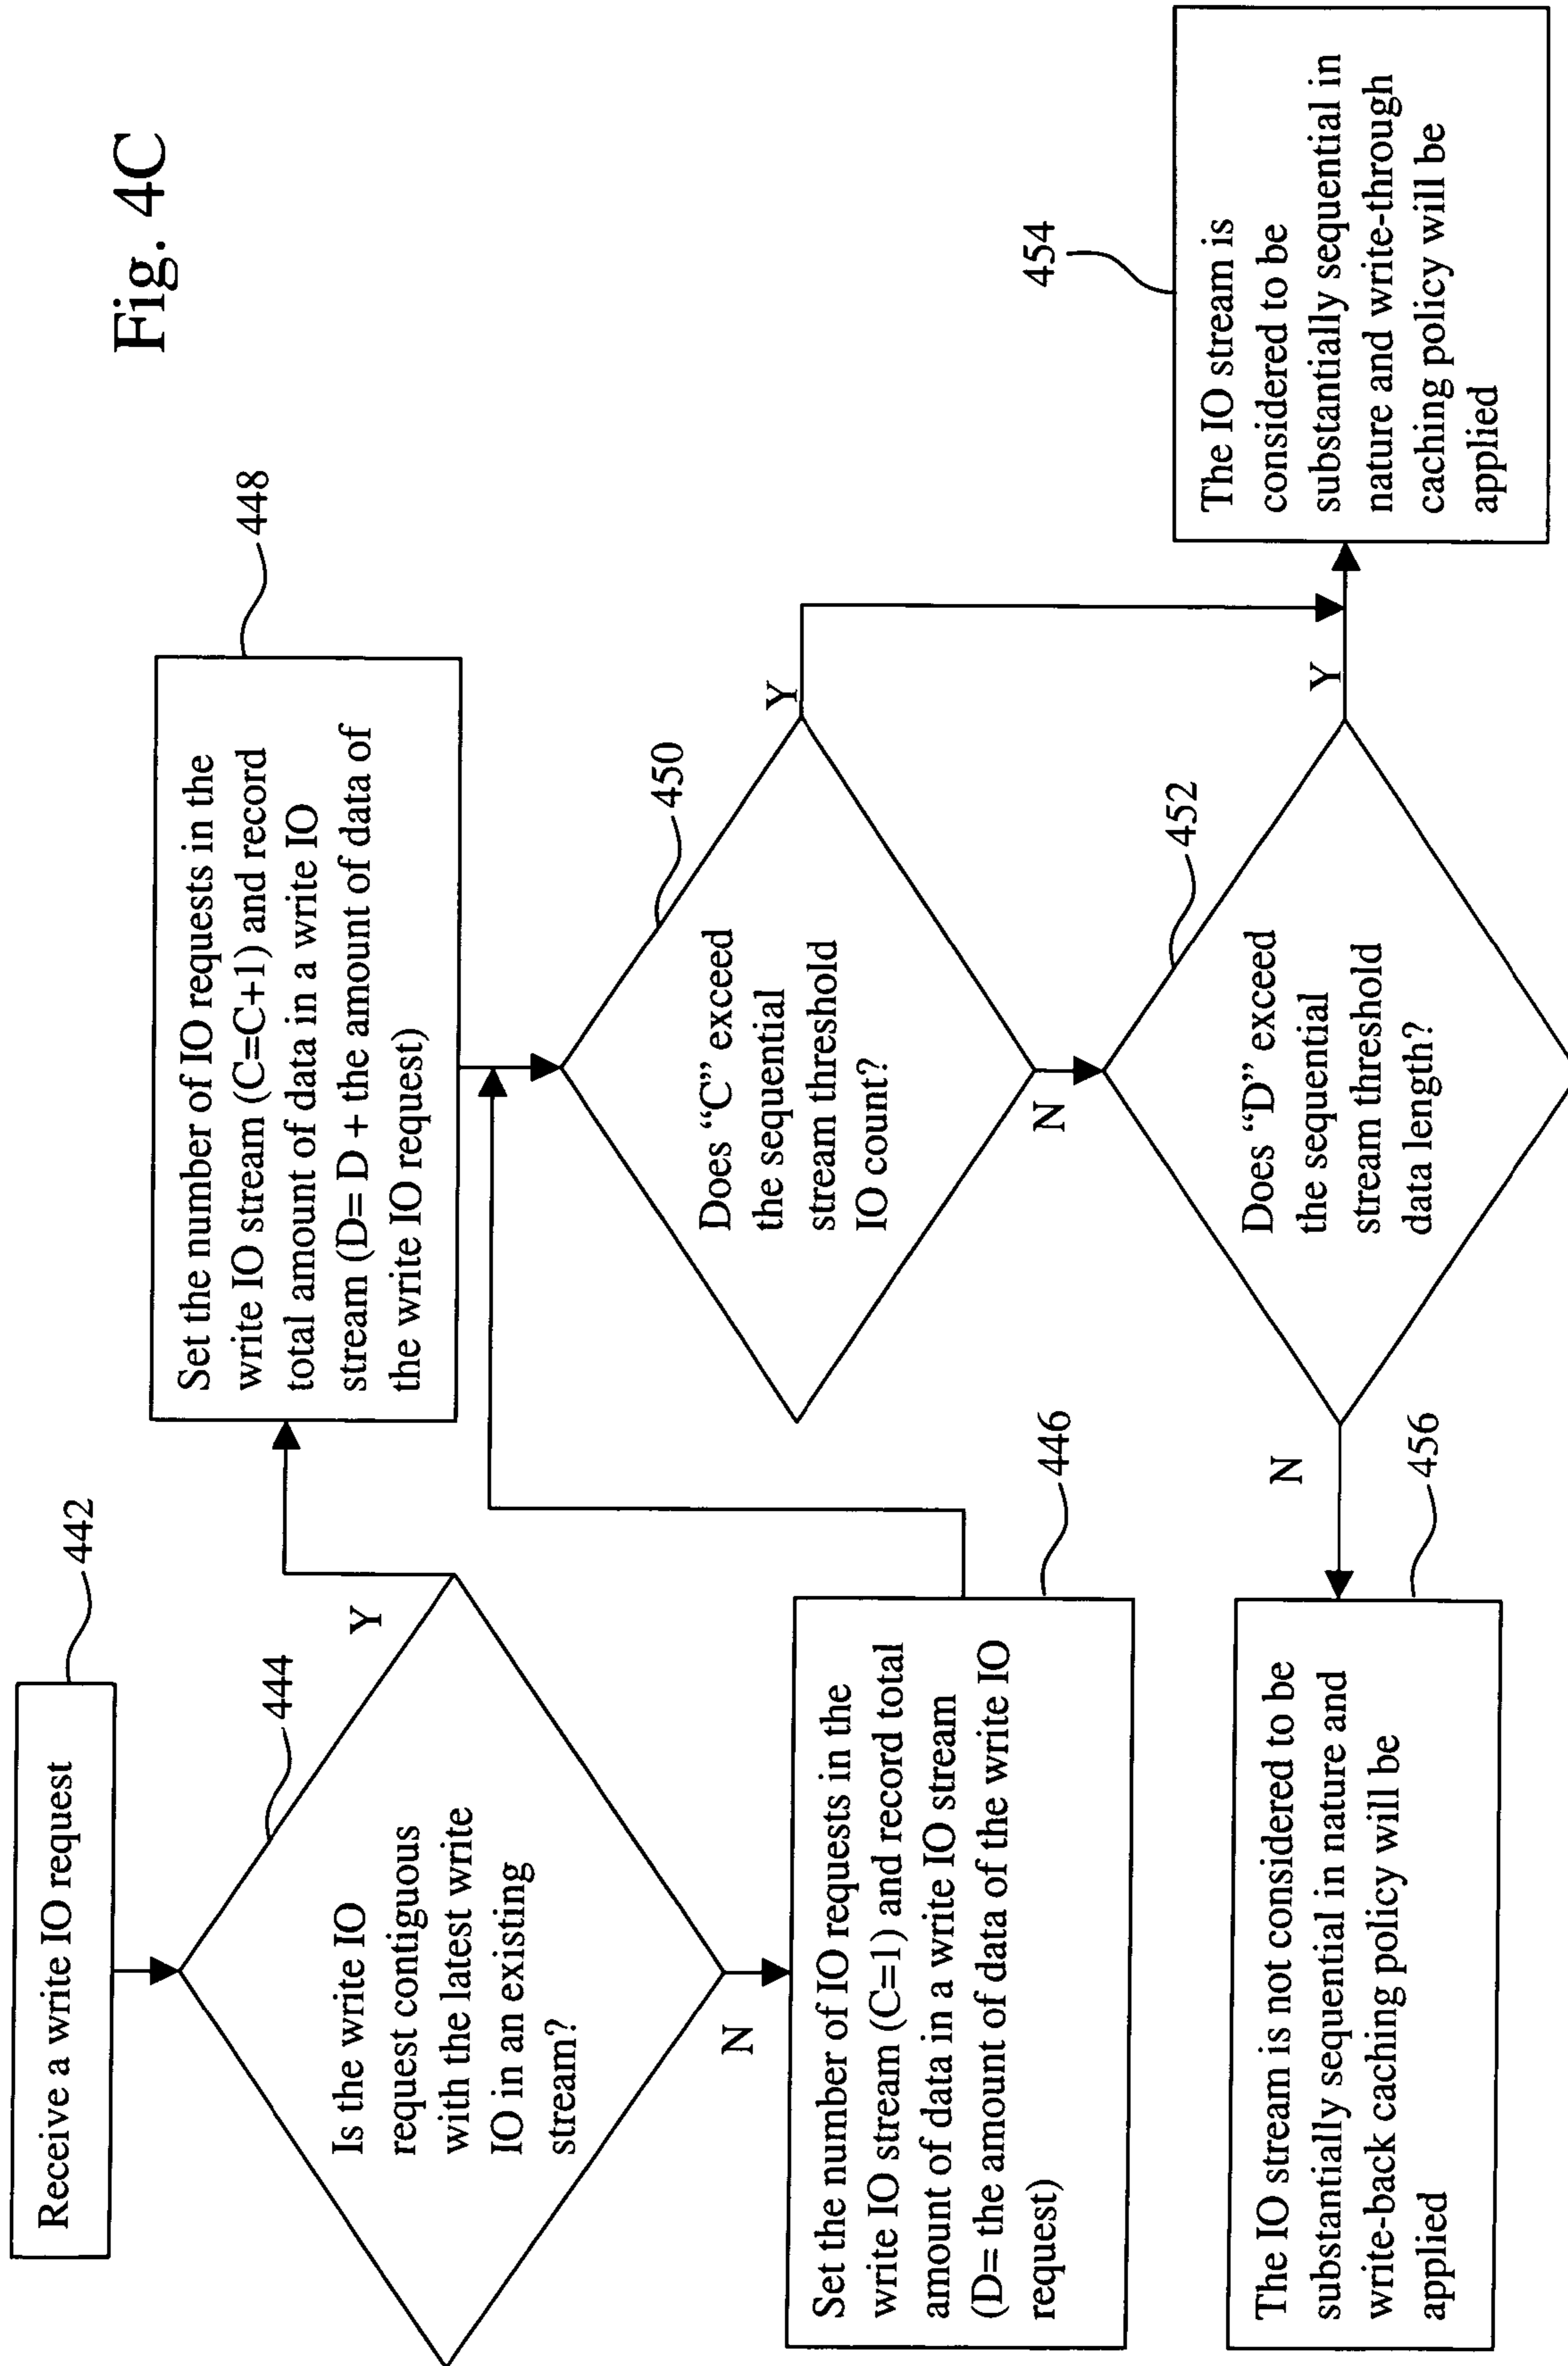 Fig. 4C
Receive a write IO request
442
444
Is the write IO
request contiguous
with the latest write
IO in an existing
stream?
Y
N
Set the number of IO requests in the
write IO stream (C=1) and record total
amount of data in a write IO stream
(D= the amount of data of the write IO
request)
446
Set the number of IO requests in the
write IO stream (C=C+1) and record
total amount of data in a write IO
stream (D= D + the amount of data of
the write IO request)
448
450
Does “C’” exceed
the sequential
stream threshold
IO count?
Y
N
452
Does “D” exceed
the sequential
stream threshold
data length?
Y
N
454
The IO stream is
considered to be
substantially sequential in
nature and write-through
caching policy will be
applied
456
The IO stream is not considered to be
substantially sequential in nature and
write-back caching policy will be
applied